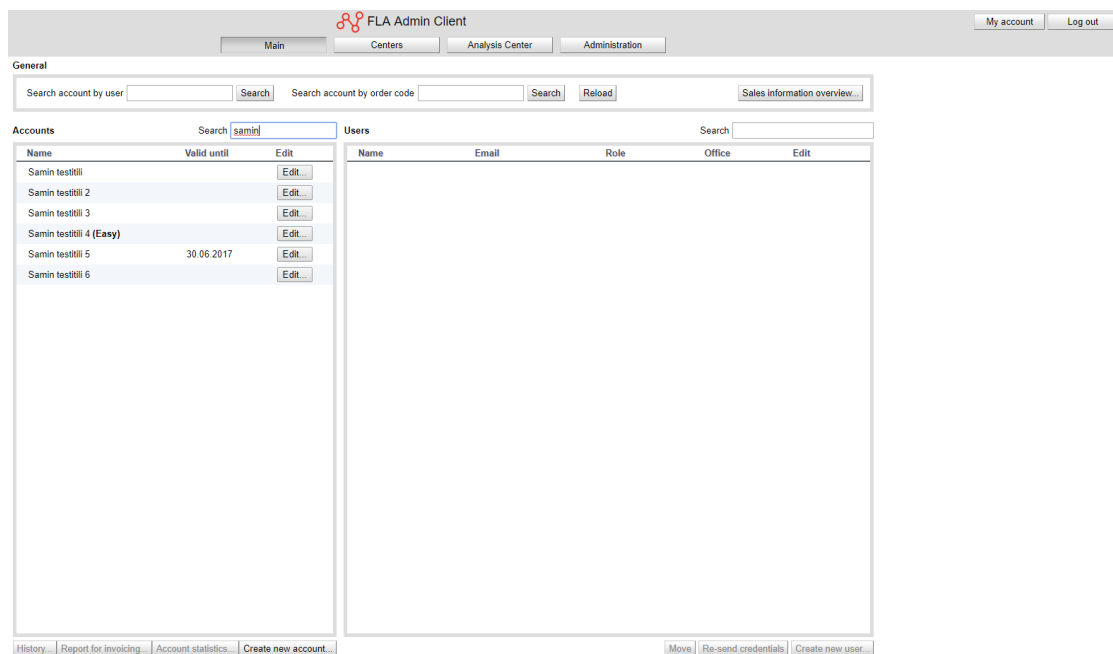 FLA Admin Client
My account Log out
Main Centers Analysis Center Administration
General
Search account by user Search Search account by order code Search Reload Sales information overview...
Accounts Search samin Users Search
Name Valid until Edit Name Email Role Office Edit
Samin testitili Edit...
Samin testitili 2 Edit...
Samin testitili 3 Edit...
Samin testitili 4 (Easy) Edit...
Samin testitili 5 30.06.2017 Edit...
Samin testitili 6 Edit...
History... Report for invoicing... Account statistics... Create new account... Move Re-send credentials Create new user...